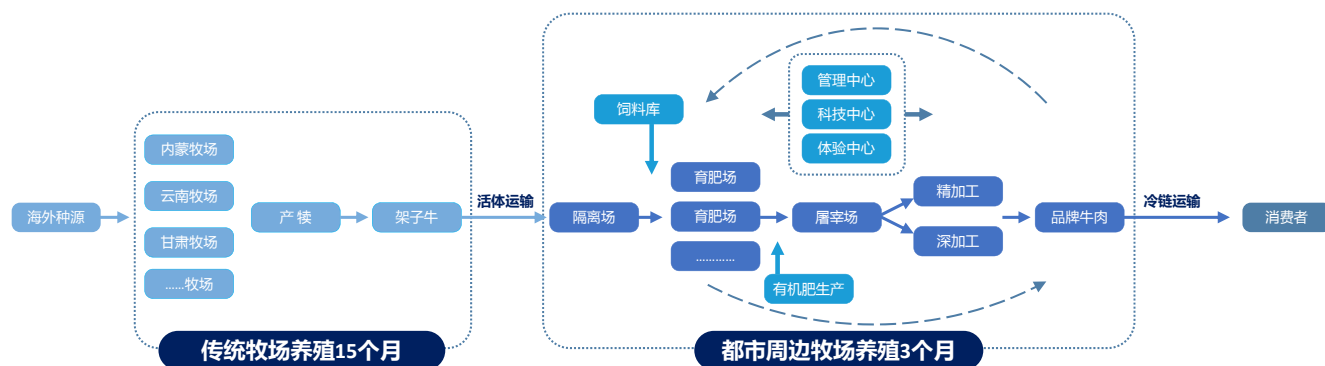 海外种源
内蒙牧场
云南牧场
甘肃牧场
……牧场
产 犊
架子牛
传统牧场养殖15个月
活体运输
隔离场
饲料库
育肥场
育肥场
…………
管理中心
科技中心
体验中心
屠宰场
有机肥生产
精加工
深加工
品牌牛肉
都市周边牧场养殖3个月
冷链运输
消费者